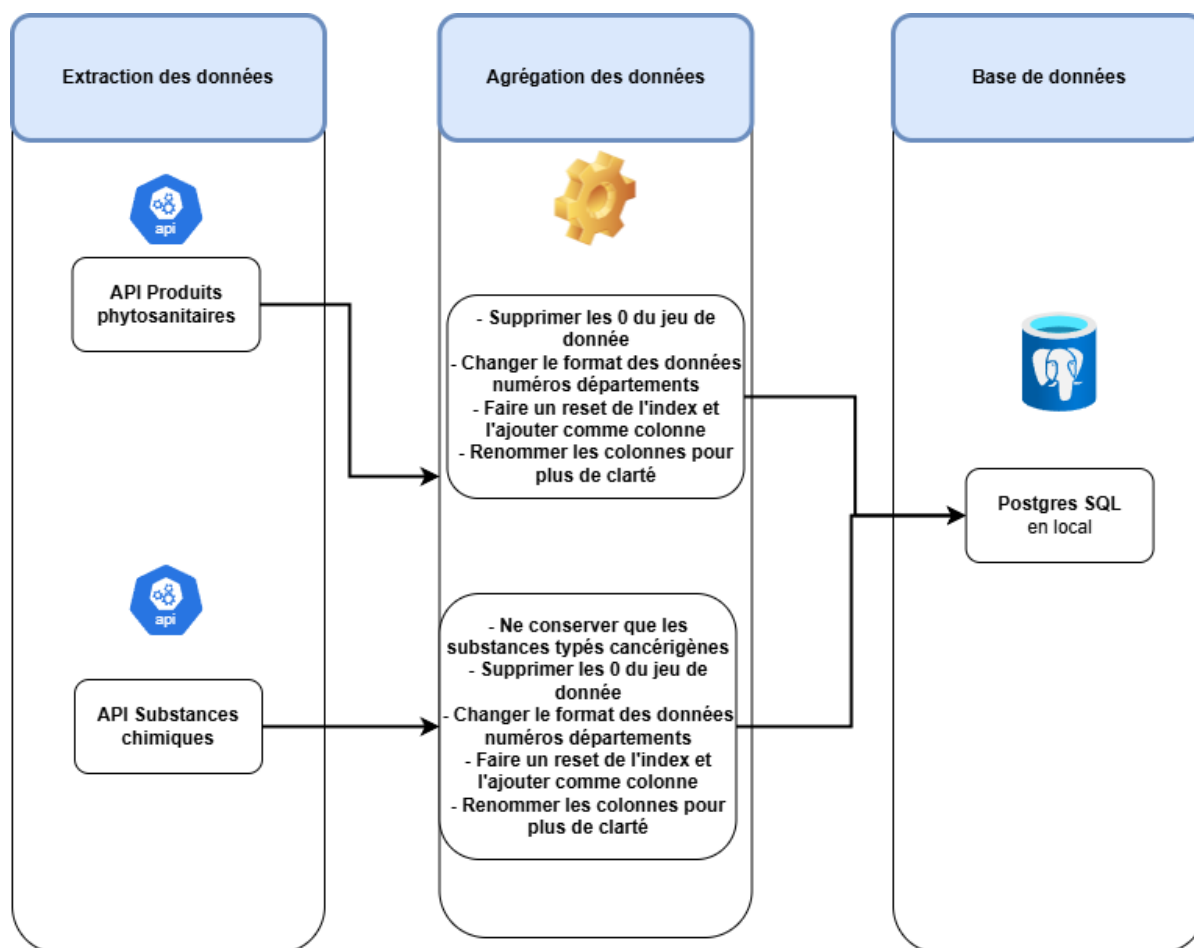 Extraction des données
Agrégation des données
Base de données
api
API Produits
phytosanitaires
- Supprimer les 0 du jeu de
donnée
- Changer le format des données
numéros départements
- Faire un reset de l'index et
l'ajouter comme colonne
- Renommer les colonnes pour
plus de clarté
Postgres SQL
en local
api
API Substances
chimiques
- Ne conserver que les
substances typés cancérigènes
- Supprimer les 0 du jeu de
donnée
- Changer le format des données
numéros départements
- Faire un reset de l'index et
l'ajouter comme colonne
- Renommer les colonnes pour
plus de clarté